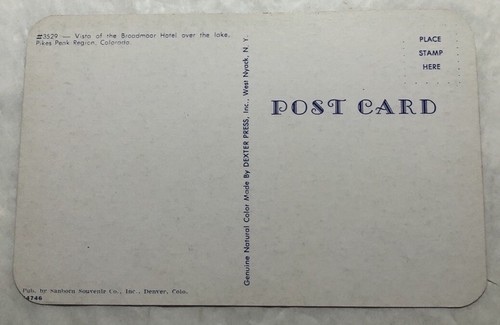 #3529 — Vista of the Broadmoor Hotel over the lake,
Pikes Peak Region, Colorado.
PLACE
STAMP
HERE
POST CARD
Genuine Natural Color Made By DEXTER PRESS, Inc., West Nyack, N. Y.
Pub. by Sanborn Souvenir Co., Inc., Denver, Colo.
4746